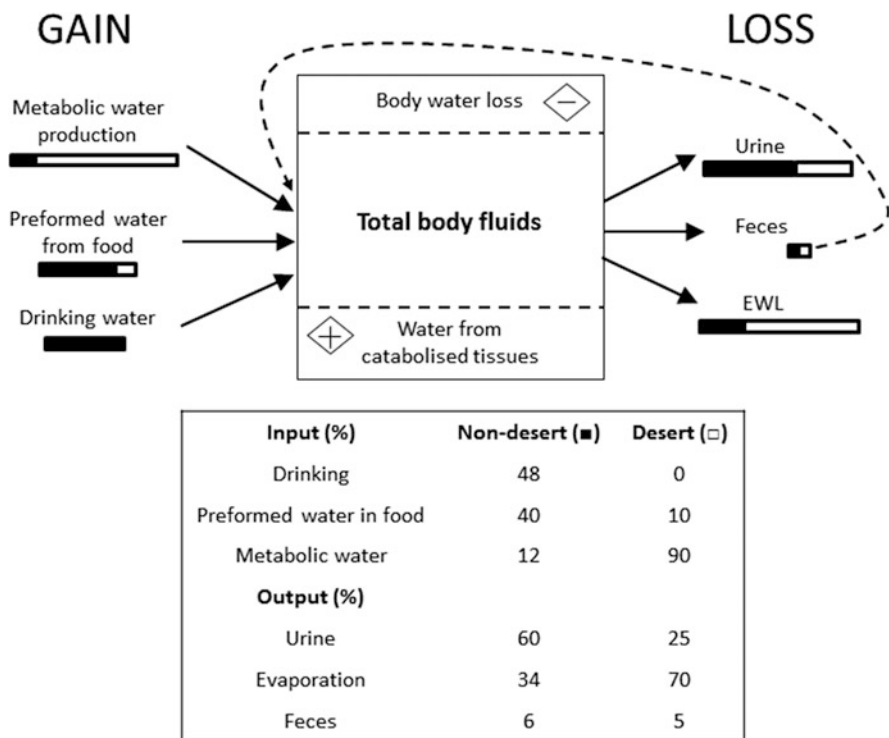 GAIN
LOSS
Metabolic water
production
Preformed water
from food
Drinking water
Body water loss
−
Total body fluids
+
Water from
catabolised tissues
Urine
Feces
EWL
Input (%) Non-desert (■) Desert (□)
Drinking 48 0
Preformed water in food 40 10
Metabolic water 12 90
Output (%)
Urine 60 25
Evaporation 34 70
Feces 6 5